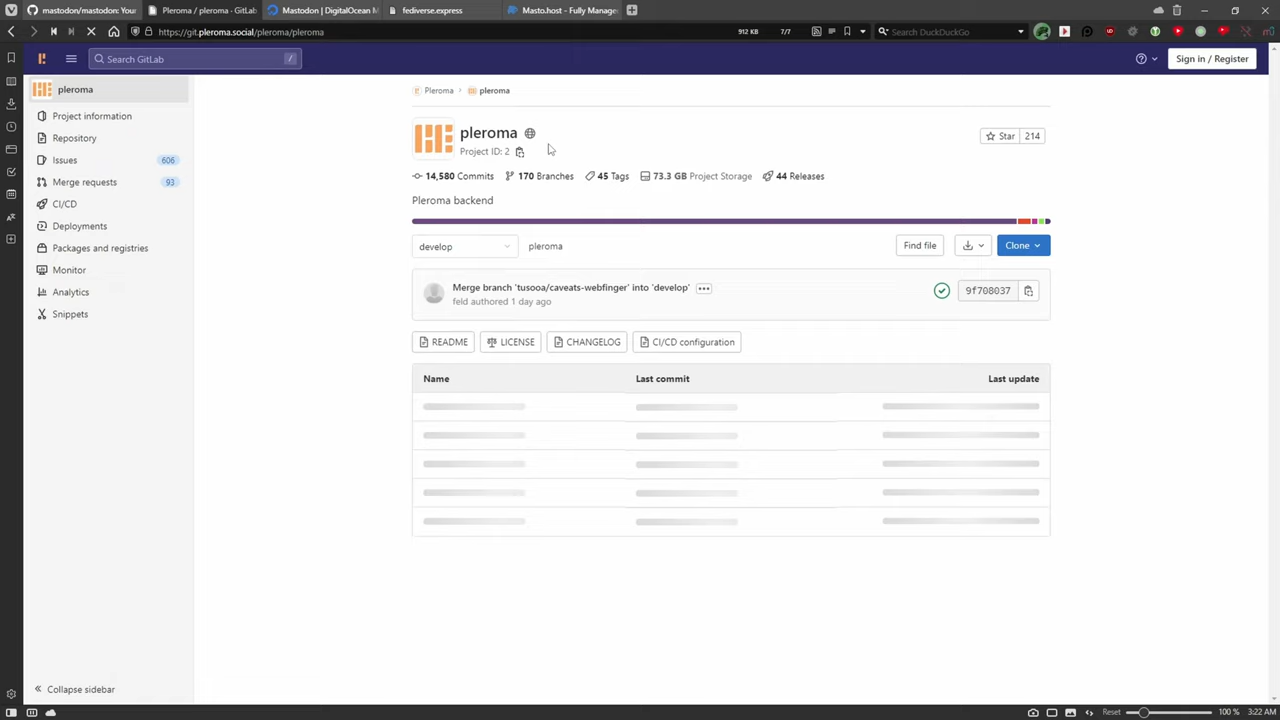 mastodon/mastodon: Your
Pleroma / pleroma · GitLab
Mastodon | DigitalOcean M
fediverse.express
Masto.host - Fully Manage
https://git.pleroma.social/pleroma/pleroma
912 KB
7/7
Search DuckDuckGo
Search GitLab
/
Sign in / Register
pleroma
Project information
Repository
Issues
606
Merge requests
93
CI/CD
Deployments
Packages and registries
Monitor
Analytics
Snippets
Collapse sidebar
Pleroma > pleroma
pleroma
Project ID: 2
Star
214
14,580 Commits
170 Branches
45 Tags
73.3 GB Project Storage
44 Releases
Pleroma backend
develop
pleroma
Find file
Clone
Merge branch 'tusooa/caveats-webfinger' into 'develop'
feld authored 1 day ago
9f708037
README
LICENSE
CHANGELOG
CI/CD configuration
Name
Last commit
Last update
Reset
100 %
3:22 AM